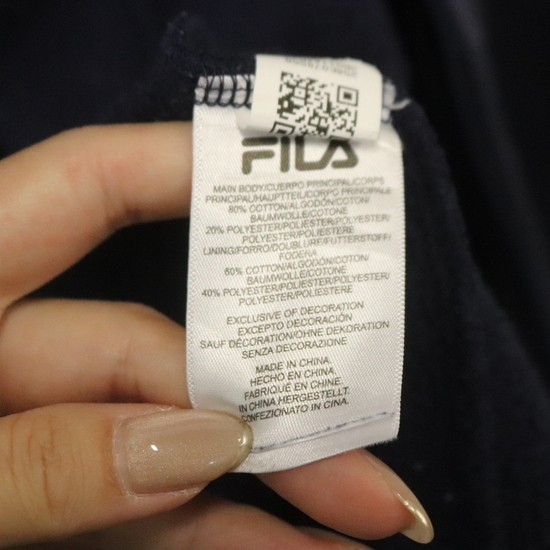 FILA
MAIN BODY/CUERPO PRINCIPAL/CORPS
PRINCIPAL/HAUPTTEIL/CORPO PRINCIPALE
80% COTTON/ALGODÓN/COTON/
BAUMWOLLE/COTONE
20% POLYESTER/POLIÉSTER/POLYESTER/
POLYESTER/POLIESTERE
LINING/FORRO/DOUBLURE/FUTTERSTOFF/
FODERA
60% COTTON/ALGODÓN/COTON/
BAUMWOLLE/COTONE
40% POLYESTER/POLIÉSTER/POLYESTER/
POLYESTER/POLIESTERE
EXCLUSIVE OF DECORATION
EXCEPTO DECORACIÓN
SAUF DÉCORATION/OHNE DEKORATION
SENZA DECORAZIONE
MADE IN CHINA.
HECHO EN CHINA.
FABRIQUÉ EN CHINE.
IN CHINA HERGESTELLT.
CONFEZIONATO IN CINA.